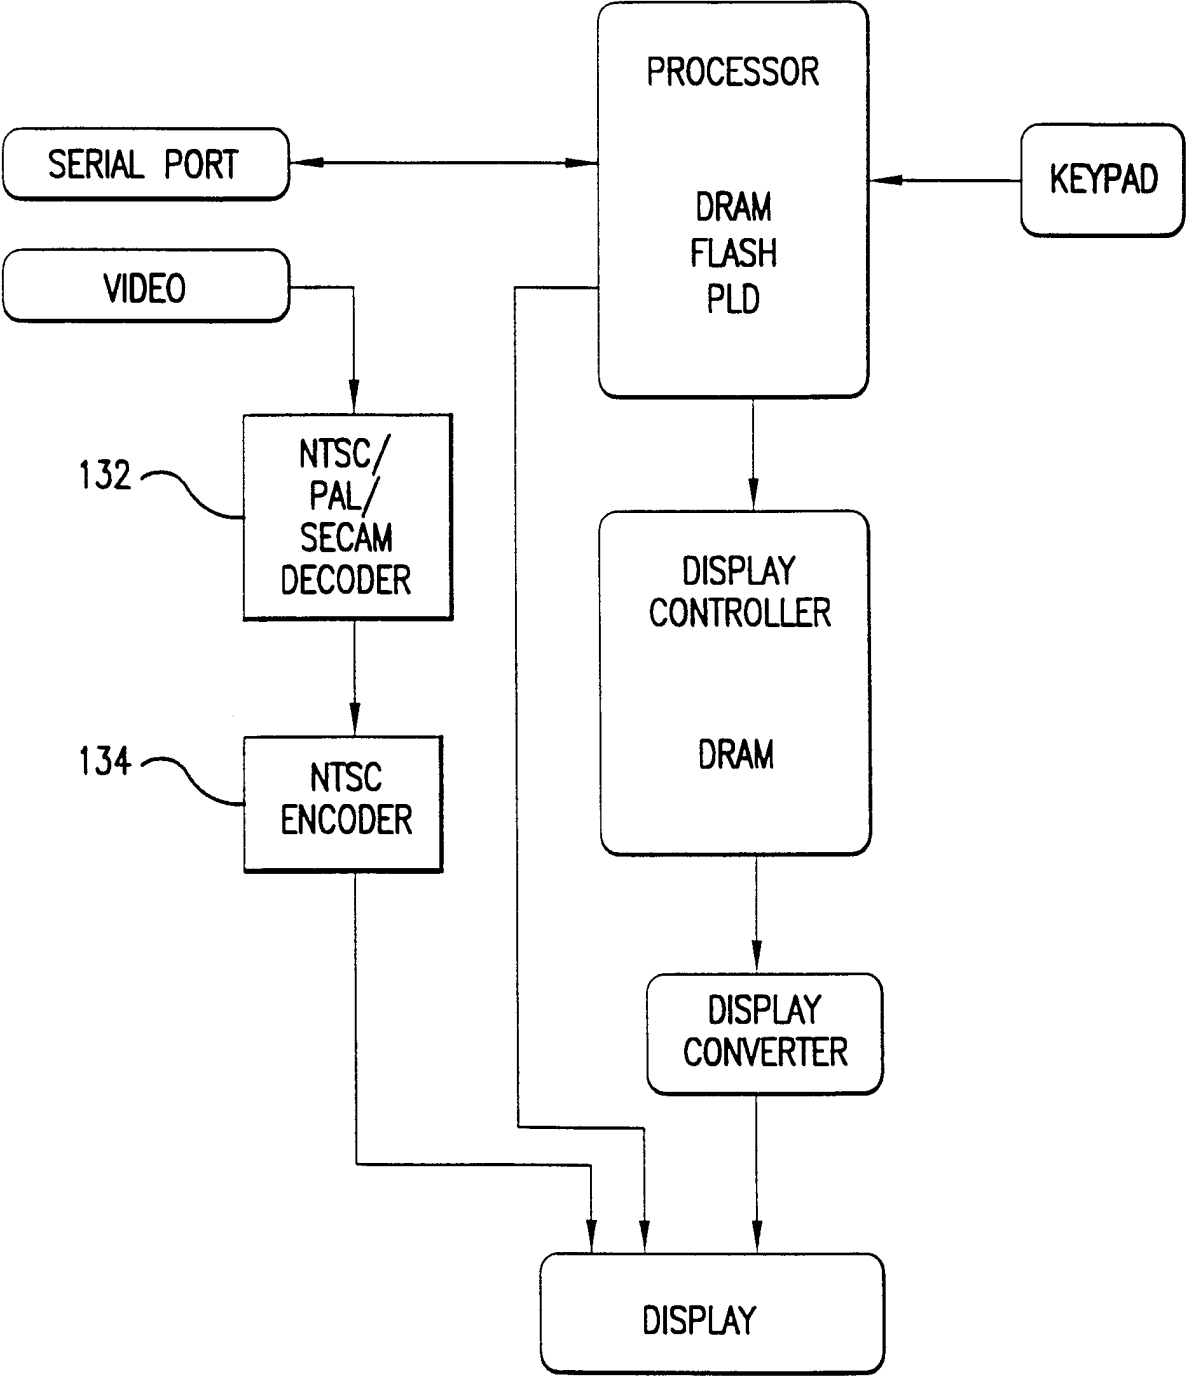 PROCESSOR
DRAM
FLASH
PLD
SERIAL PORT
KEYPAD
VIDEO
132
NTSC/
PAL/
SECAM
DECODER
DISPLAY
CONTROLLER
DRAM
134
NTSC
ENCODER
DISPLAY
CONVERTER
DISPLAY